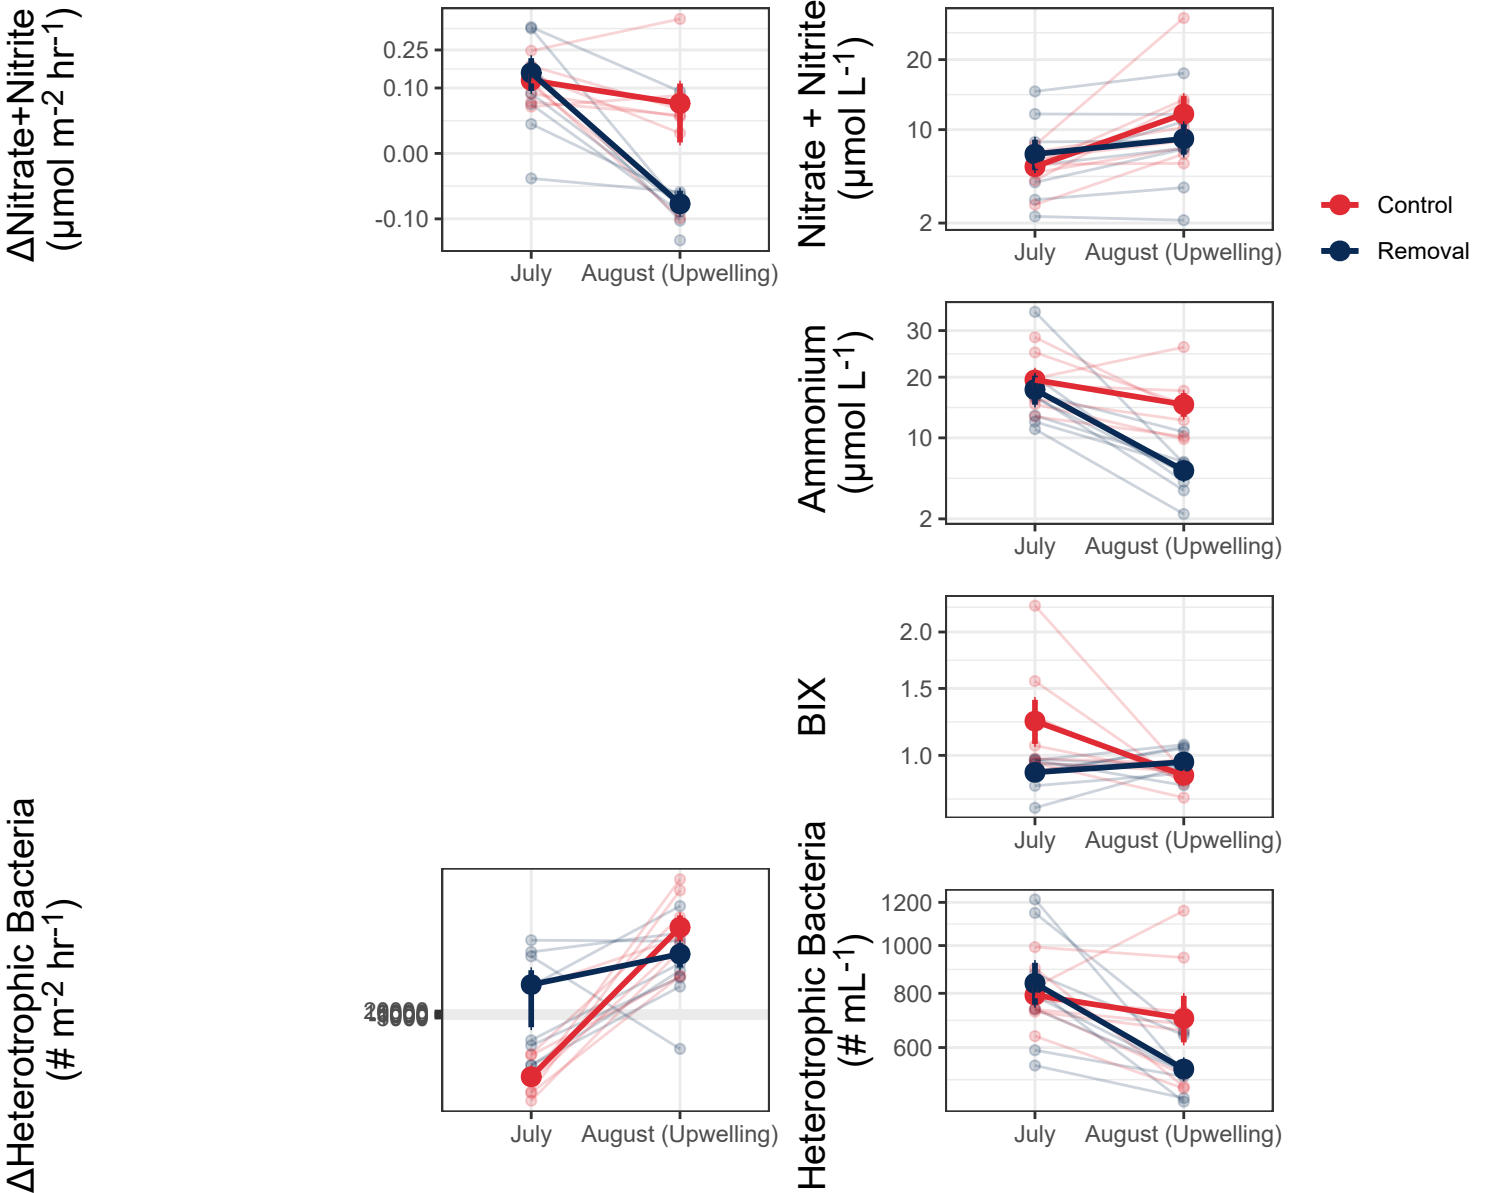 ΔNitrate+Nitrite
(µmol m-2 hr-1)
0.25
0.10
0.00
-0.10
July
August (Upwelling)
Nitrate + Nitrite
(µmol L-1)
20
10
2
July
August (Upwelling)
Control
Removal
Ammonium
(µmol L-1)
30
20
10
2
July
August (Upwelling)
BIX
2.0
1.5
1.0
July
August (Upwelling)
ΔHeterotrophic Bacteria
(# m-2 hr-1)
July
August (Upwelling)
Heterotrophic Bacteria
(# mL-1)
1200
1000
800
600
July
August (Upwelling)